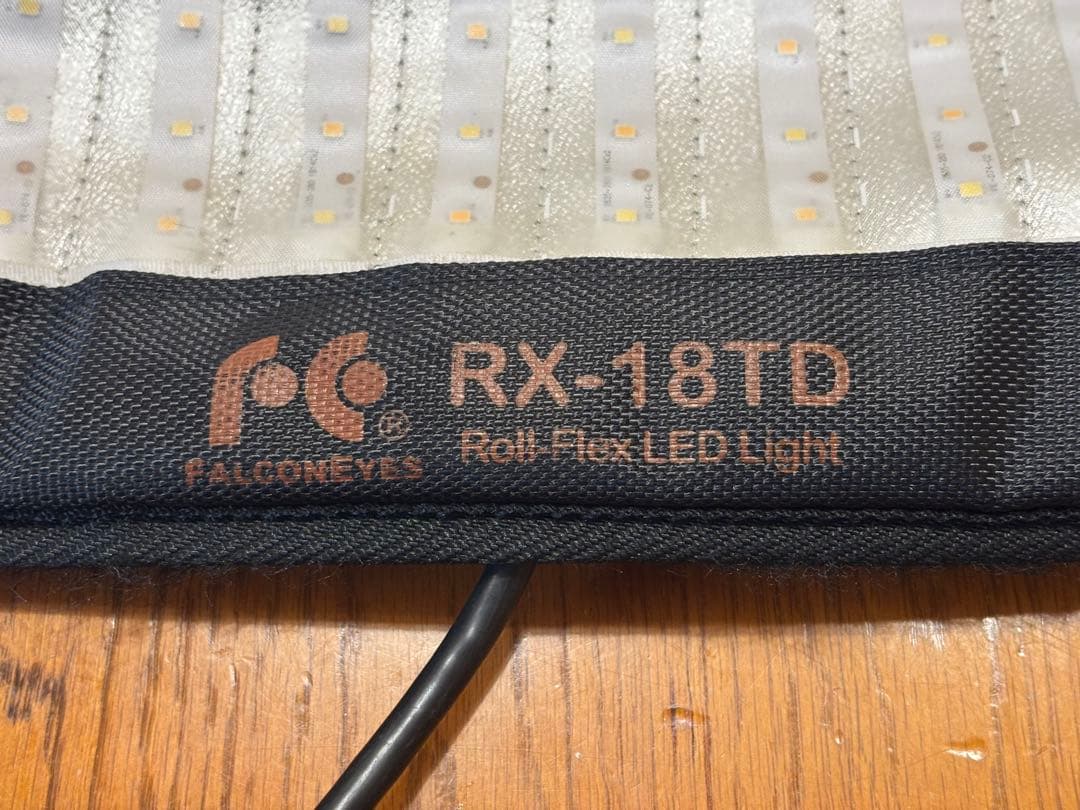 RX-18TD
Roll-Flex LED Light
®
FALCONEYES